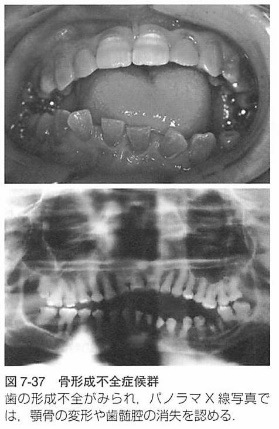 図 7-37　骨形成不全症候群
歯の形成不全がみられ，パノラマ X 線写真で
は，顎骨の変形や歯髄腔の消失を認める．